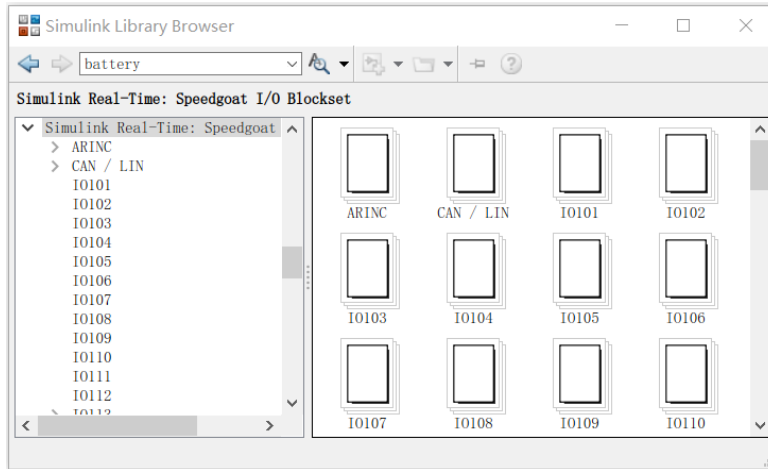 Simulink Library Browser
battery
Simulink Real-Time: Speedgoat I/O Blockset
Simulink Real-Time: Speedgoat
ARINC
CAN / LIN
IO101
IO102
IO103
IO104
IO105
IO106
IO107
IO108
IO109
IO110
IO111
IO112
IO113
ARINC CAN / LIN IO101 IO102
IO103 IO104 IO105 IO106
IO107 IO108 IO109 IO110